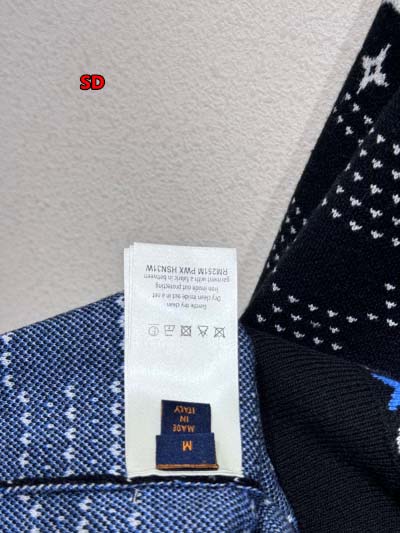 SD
Gentle dry clean
Dry clean inside out in a net
Iron inside out protecting
garment with a fabric in between
RM251M PWX HSN31W
MADE
IN
ITALY
M